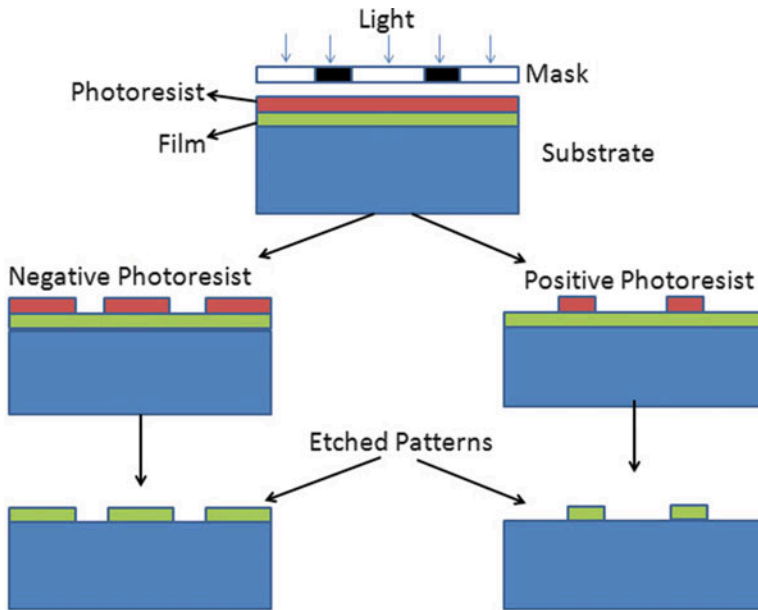 Light
Mask
Photoresist
Film
Substrate
Negative Photoresist
Positive Photoresist
Etched Patterns